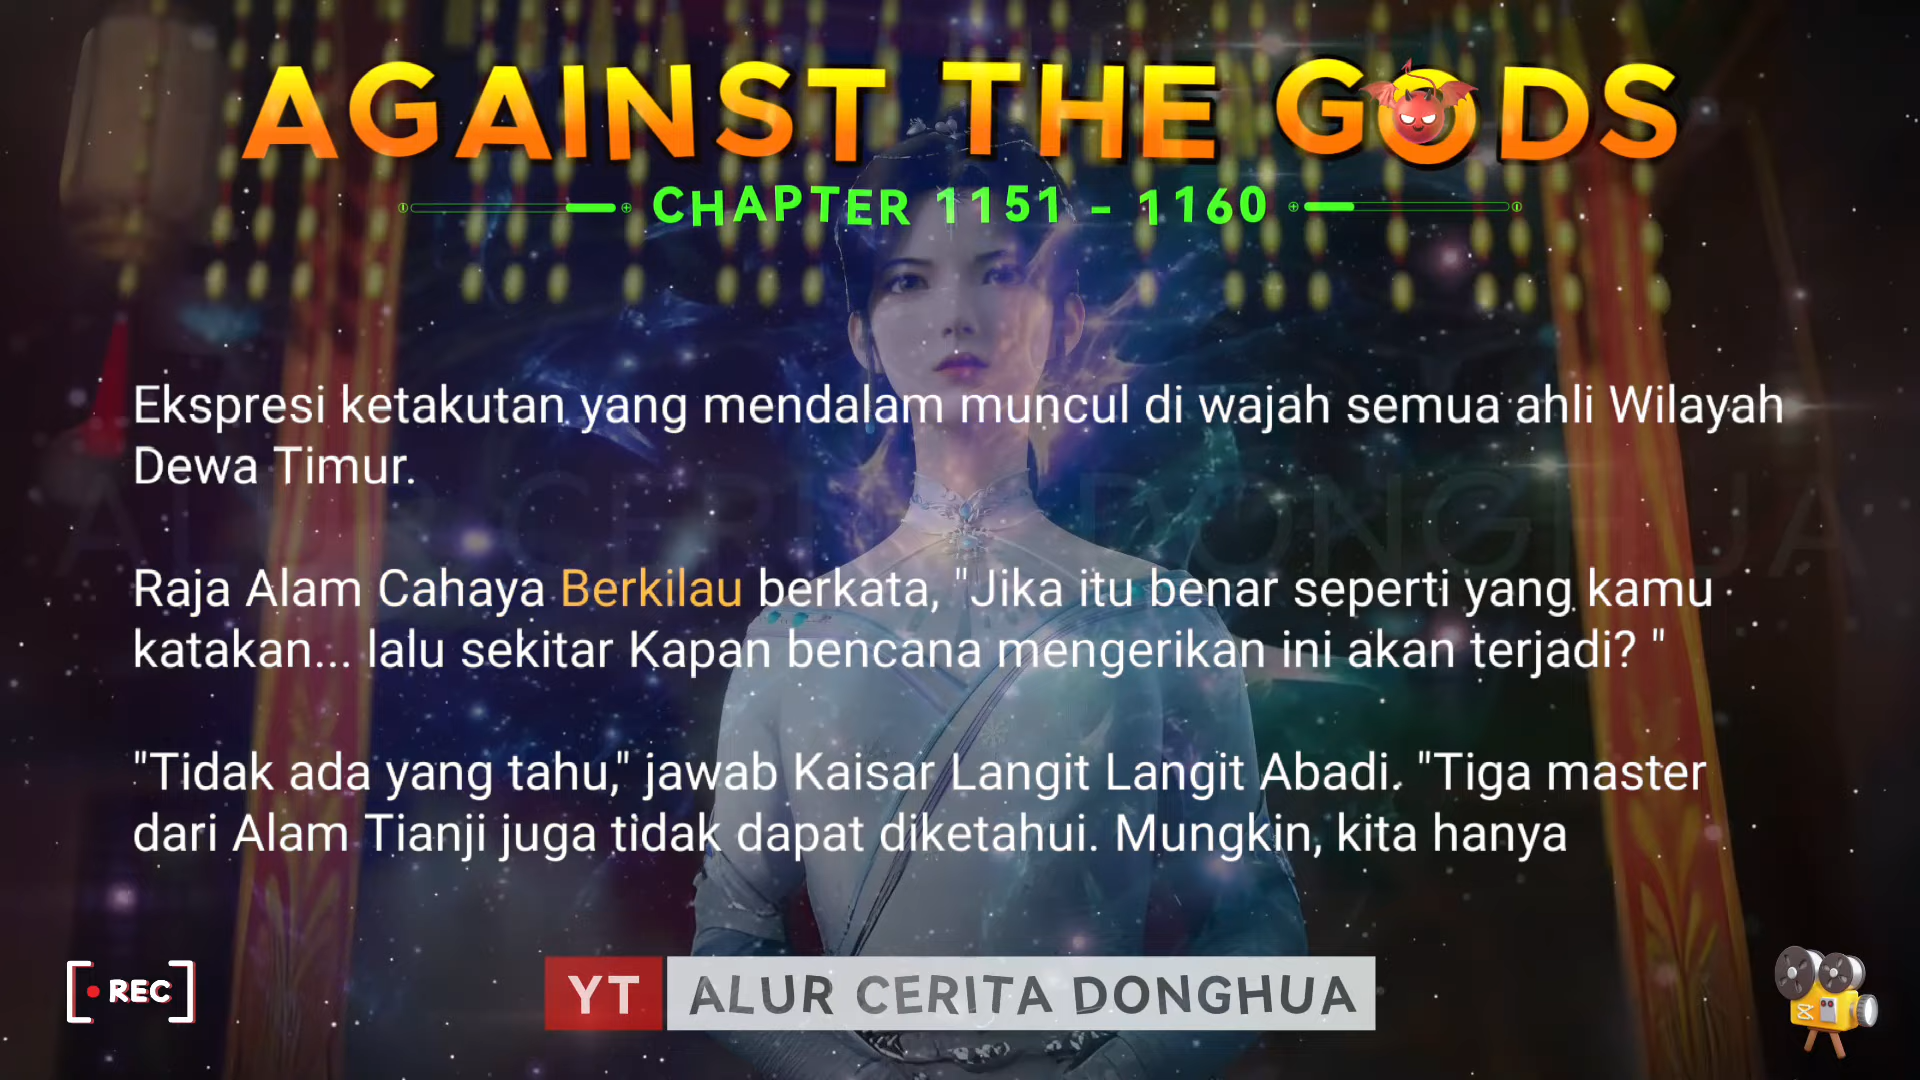 AGAINST THE GODS
CHAPTER 1151 - 1160
Ekspresi ketakutan yang mendalam muncul di wajah semua ahli Wilayah
Dewa Timur.
Raja Alam Cahaya Berkilau berkata, "Jika itu benar seperti yang kamu
katakan... lalu sekitar Kapan bencana mengerikan ini akan terjadi? "
"Tidak ada yang tahu," jawab Kaisar Langit Langit Abadi. "Tiga master
dari Alam Tianji juga tidak dapat diketahui. Mungkin, kita hanya
ALUR CERITA DONGHUA
REC
YT ALUR CERITA DONGHUA